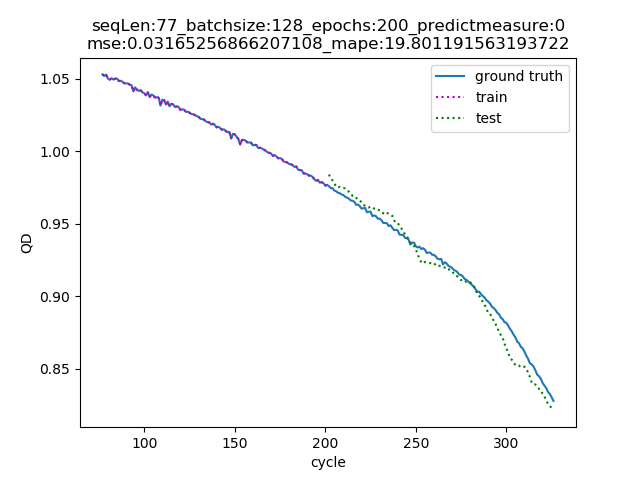 seqLen:77_batchsize:128_epochs:200_predictmeasure:0
mse:0.03165256866207108_mape:19.801191563193722
ground truth
train
test
1.05
1.00
0.95
0.90
0.85
QD
100
150
200
250
300
cycle